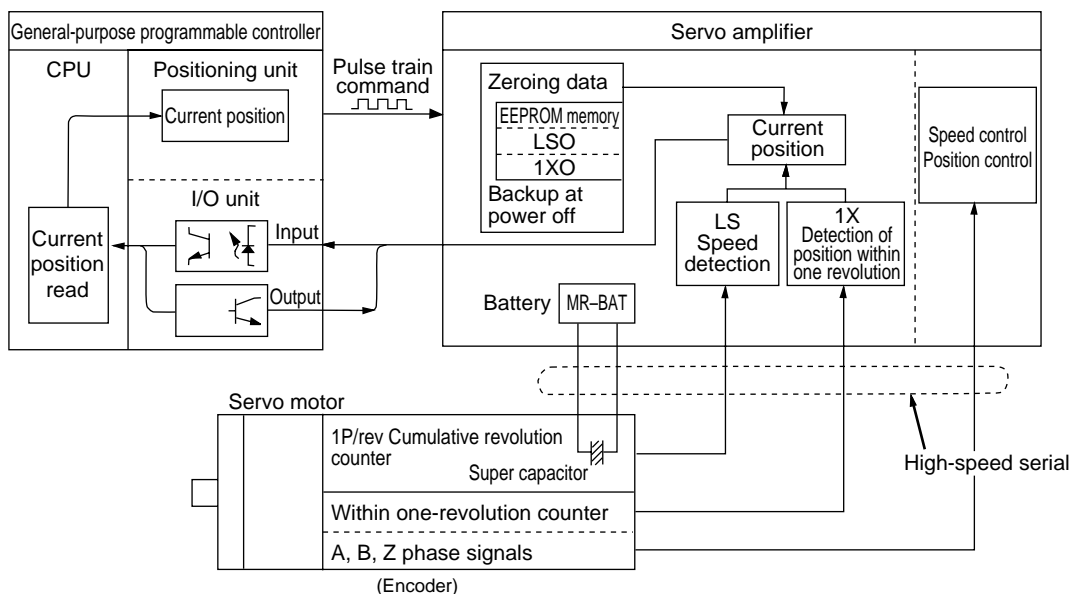 General-purpose programmable controller
CPU
Positioning unit
Current position
I/O unit
Current
position
read
Input
Output
Pulse train
command
Servo amplifier
Zeroing data
EEPROM memory
LSO
1XO
Backup at
power off
Current
position
Speed control
Position control
LS
Speed
detection
1X
Detection of
position within
one revolution
Battery
MR–BAT
Servo motor
1P/rev Cumulative revolution
counter
Super capacitor
High-speed serial
Within one-revolution counter
A, B, Z phase signals
(Encoder)